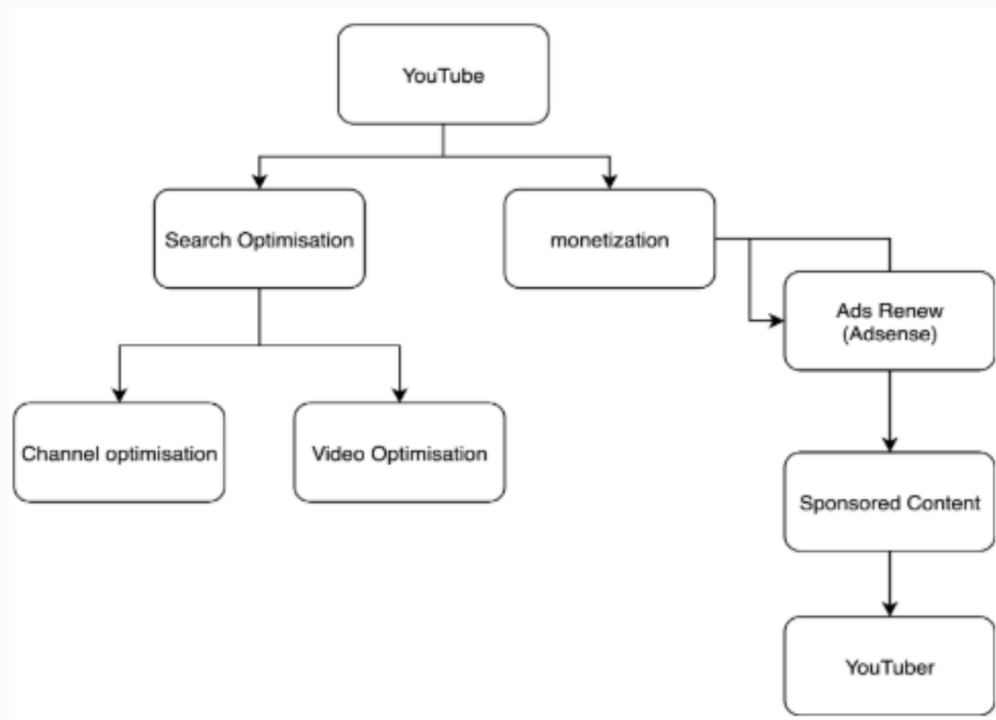 YouTube
Search Optimisation
monetization
Ads Renew
(Adsense)
Channel optimisation
Video Optimisation
Sponsored Content
YouTuber